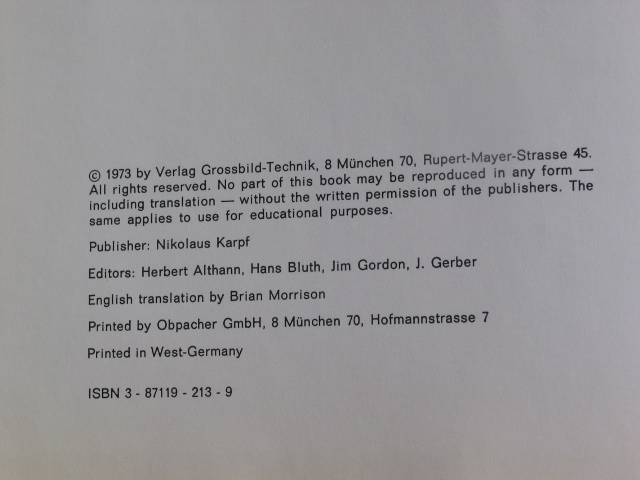 © 1973 by Verlag Grossbild-Technik, 8 München 70, Rupert-Mayer-Strasse 45.
All rights reserved. No part of this book may be reproduced in any form —
including translation — without the written permission of the publishers. The
same applies to use for educational purposes.
Publisher: Nikolaus Karpf
Editors: Herbert Althann, Hans Bluth, Jim Gordon, J. Gerber
English translation by Brian Morrison
Printed by Obpacher GmbH, 8 München 70, Hofmannstrasse 7
Printed in West-Germany
ISBN 3 - 87119 - 213 - 9